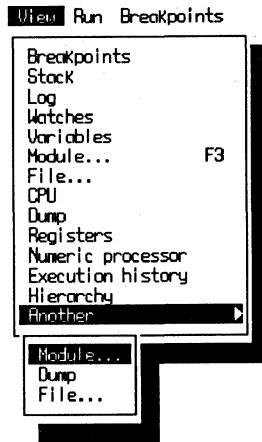 View Run Breakpoints
Breakpoints
Stack
Log
Watches
Variables
Module... F3
File...
CPU
Dump
Registers
Numeric processor
Execution history
Hierarchy
Another
Module...
Dump
File...